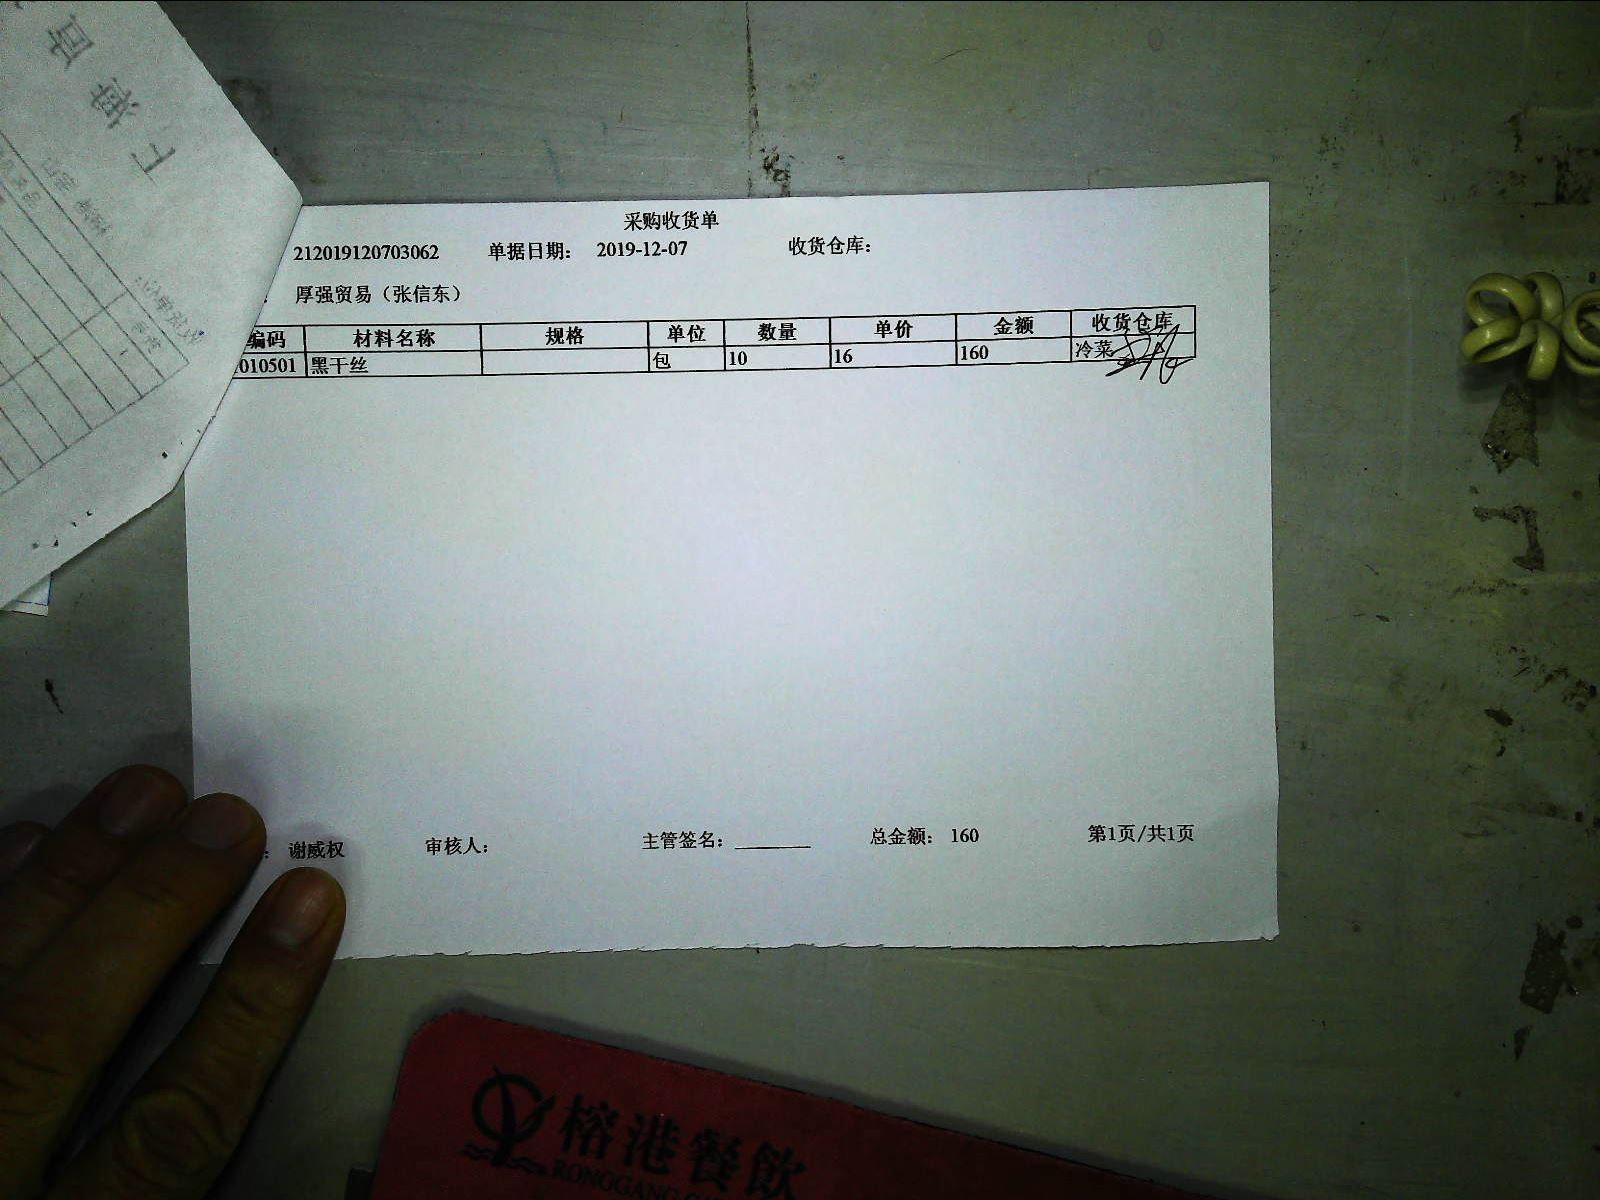 采购收货单
212019120703062 单据日期： 2019-12-07 收货仓库：
： 厚强贸易（张信东）
编码 材料名称 规格 单位 数量 单价 金额 收货仓库
010501 黑干丝 包 10 16 160 冷菜
： 谢威权 审核人： 主管签名： 总金额： 160 第1页/共1页
榕港餐飲
RONGGANG